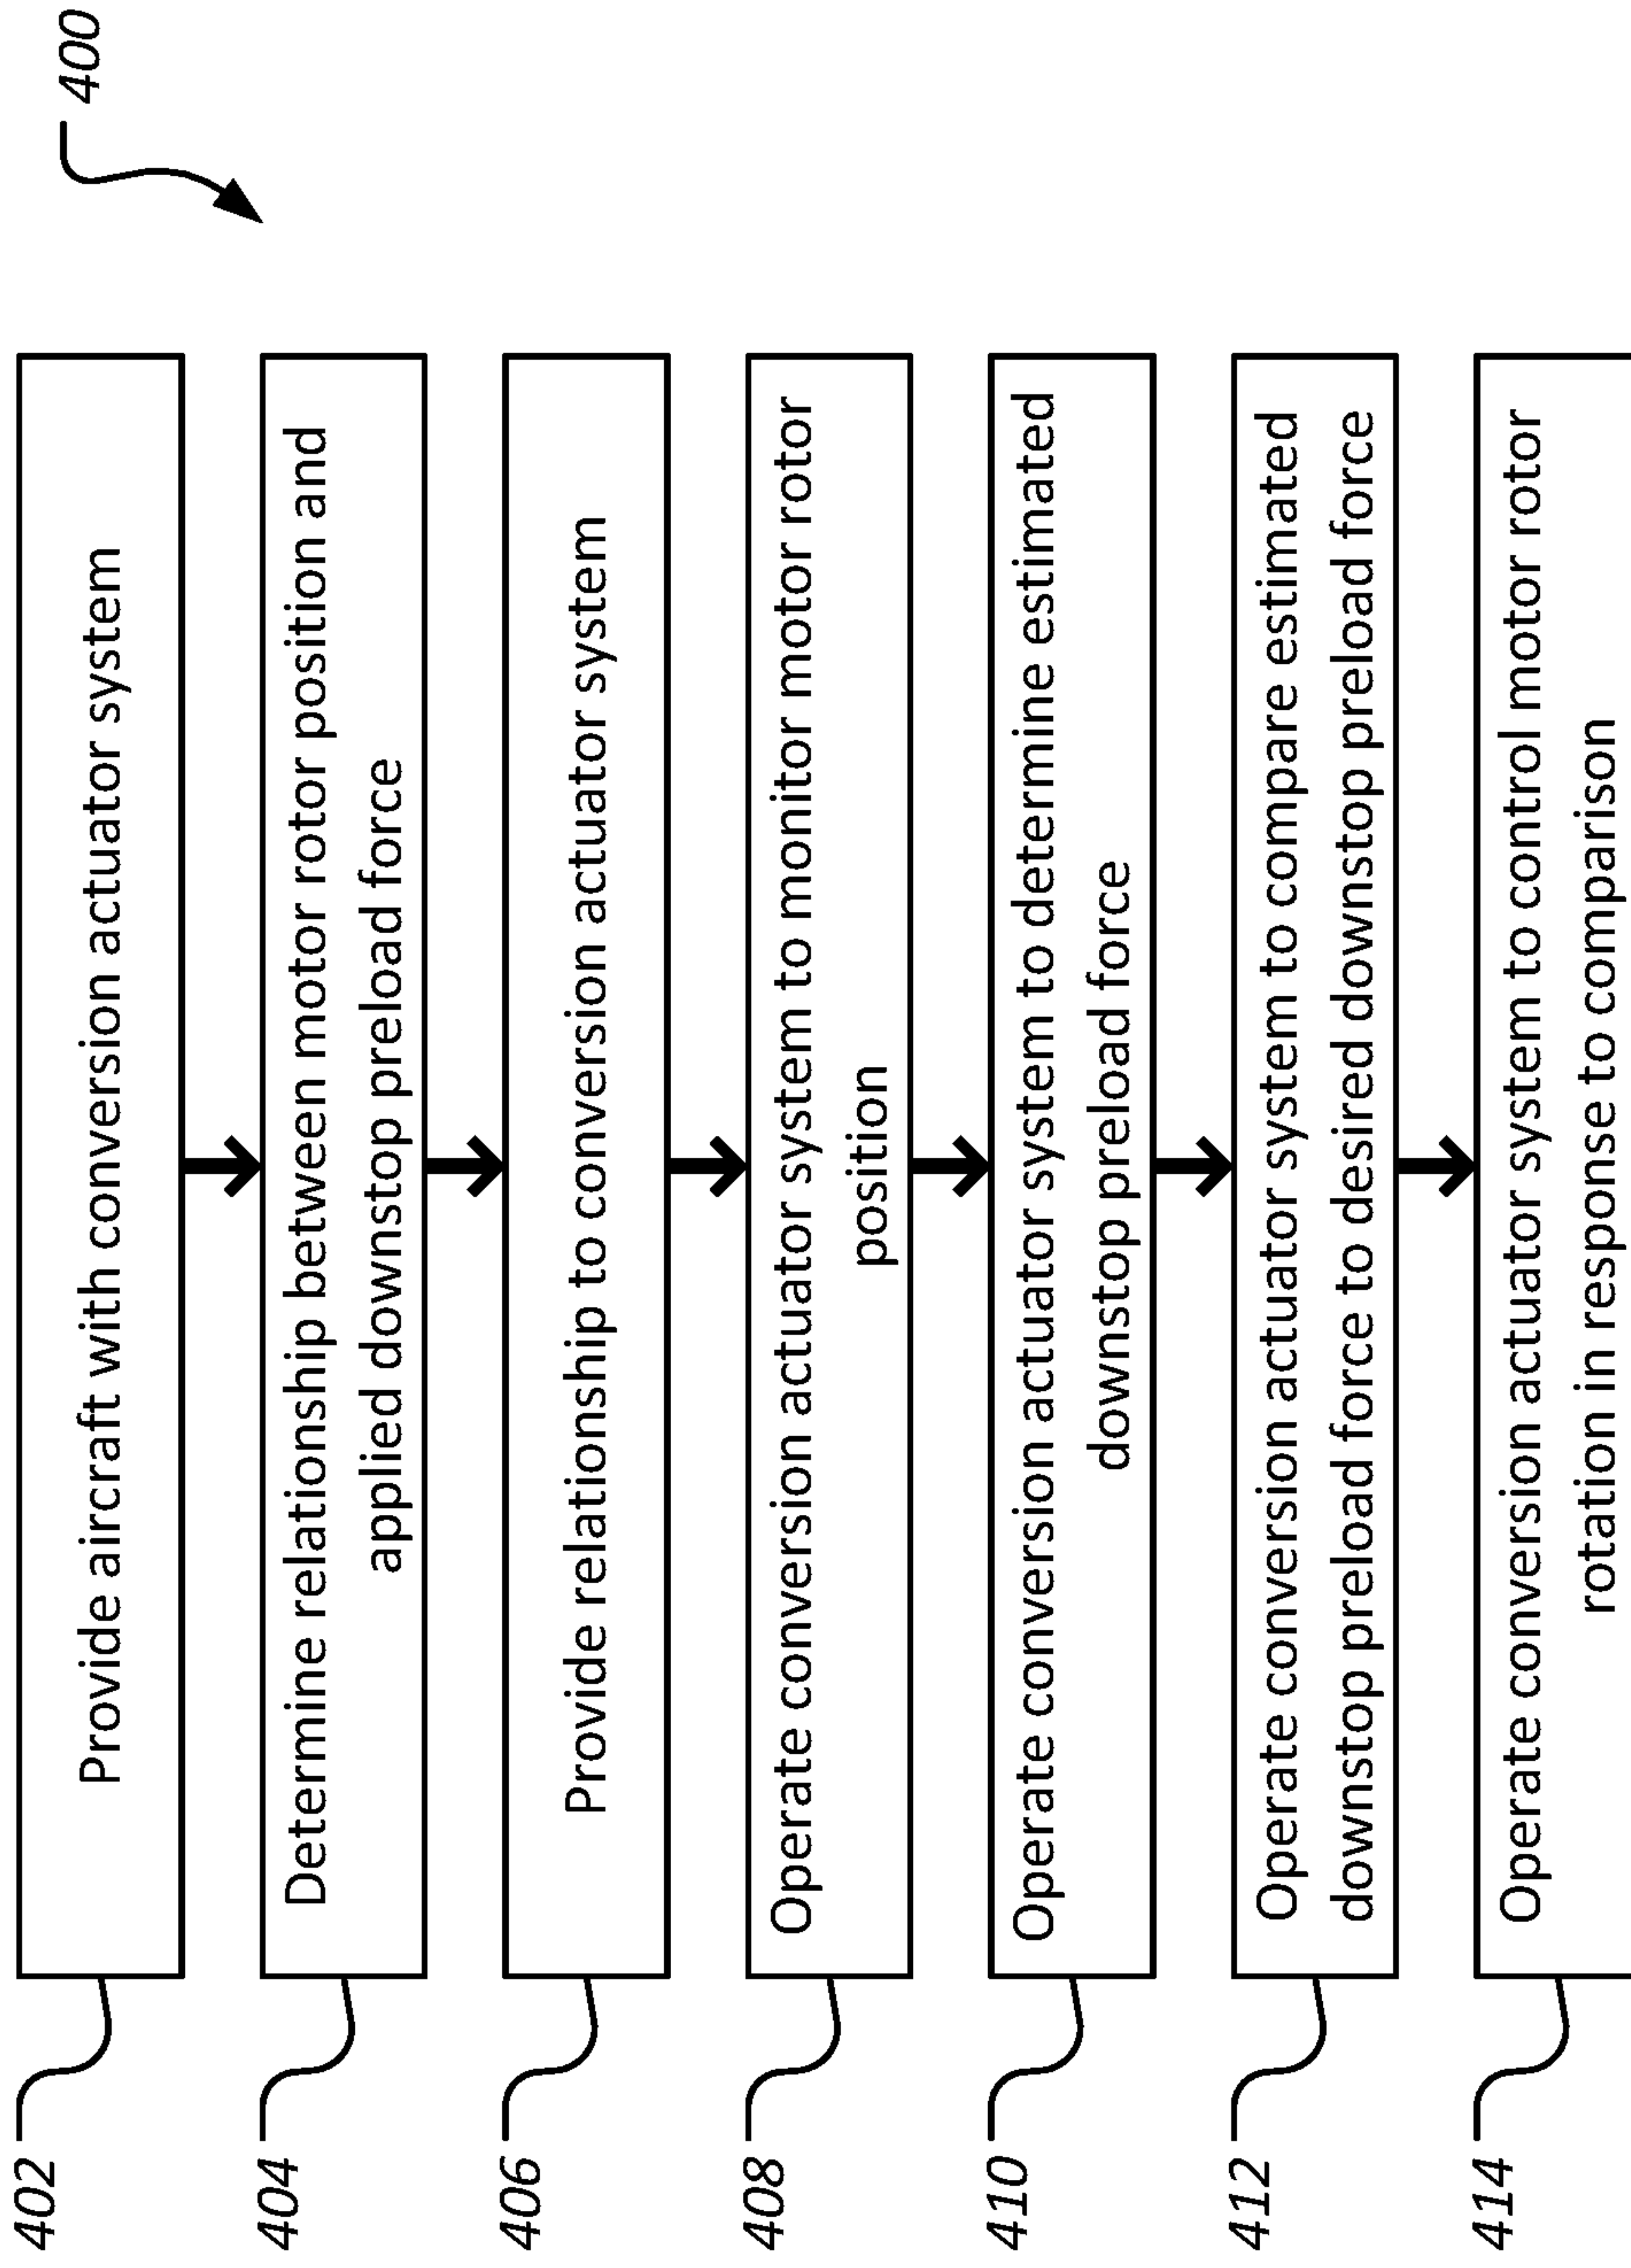 400
402
Provide aircraft with conversion actuator system
404
Determine relationship between motor rotor position and
applied downstop preload force
406
Provide relationship to conversion actuator system
408
Operate conversion actuator system to monitor motor rotor
position
410
Operate conversion actuator system to determine estimated
downstop preload force
412
Operate conversion actuator system to compare estimated
downstop preload force to desired downstop preload force
414
Operate conversion actuator system to control motor rotor
rotation in response to comparison